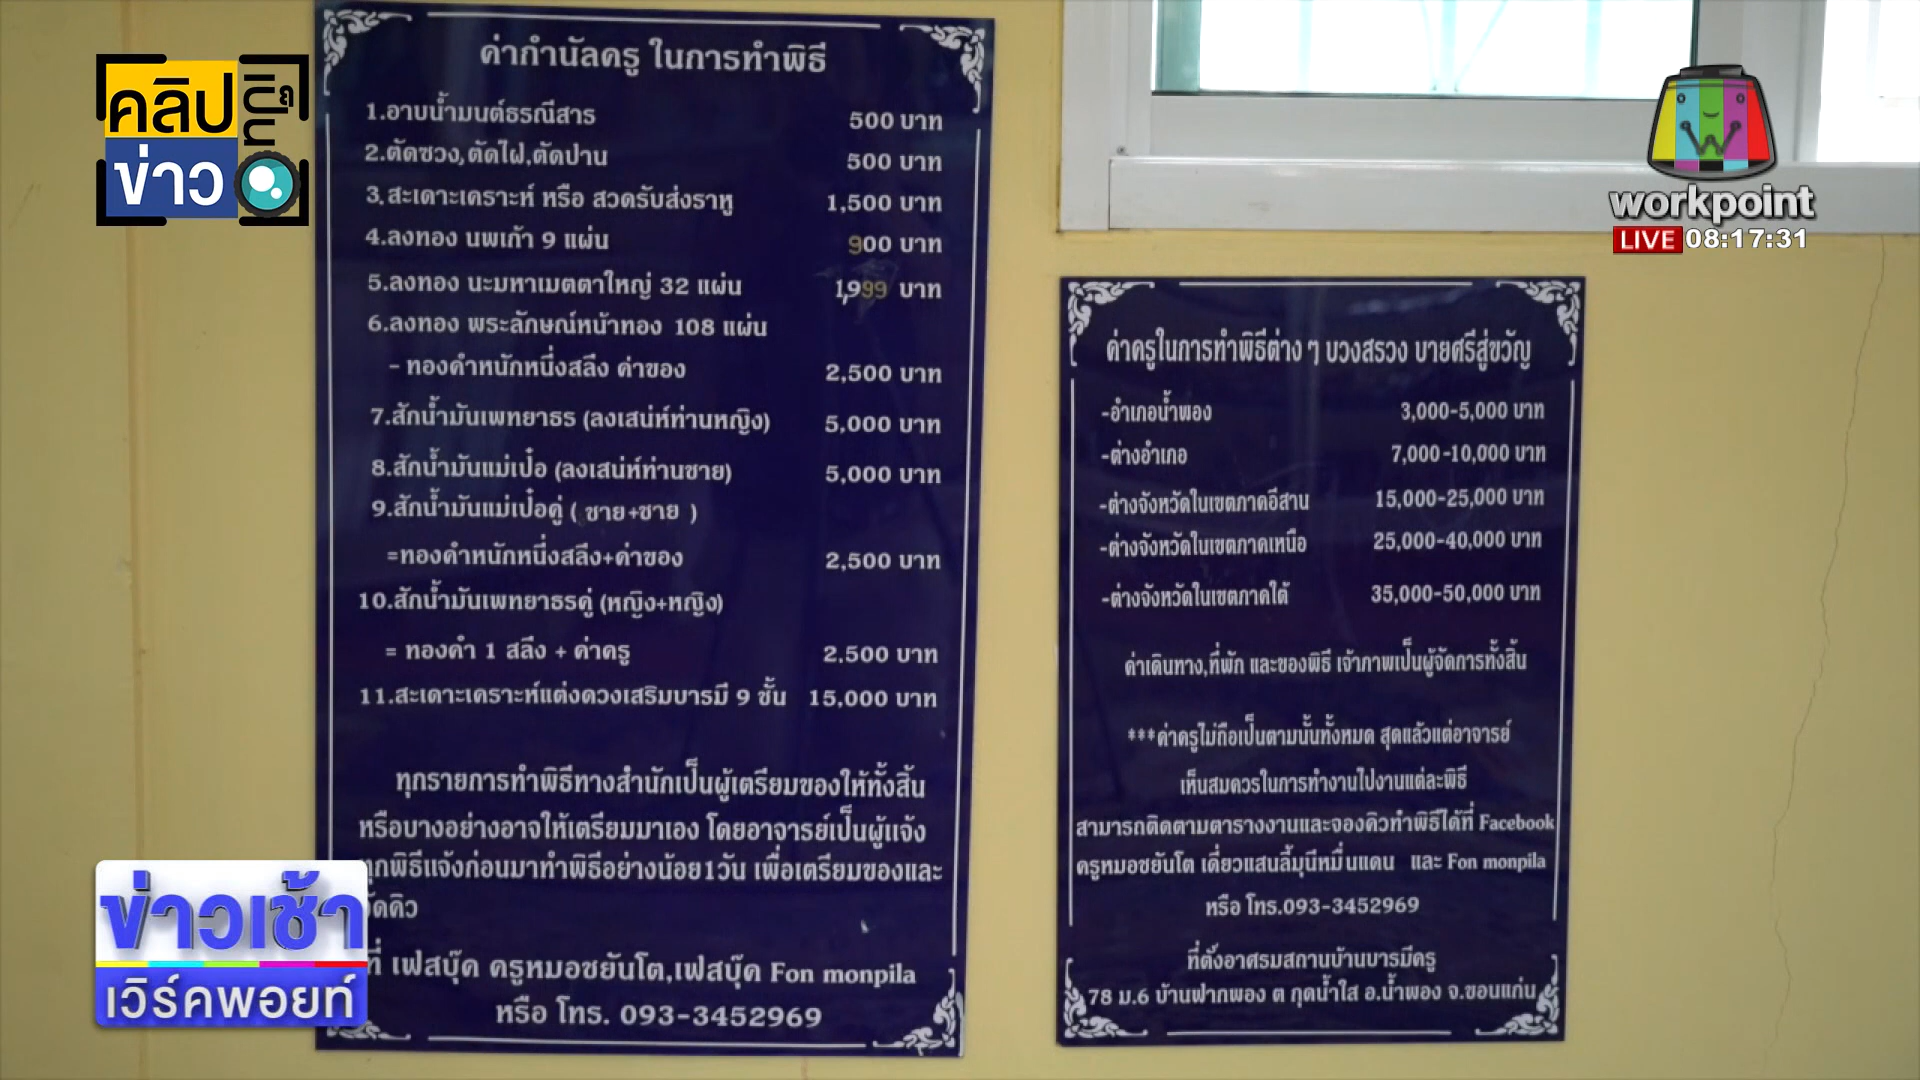 คลิป
ข่าว
ค่ากำนัลครู ในการทำพิธี
1.อาบน้ำมนต์ธรณีสาร 500 บาท
2.ตัดซวง,ตัดไฝ,ตัดปาน 500 บาท
3.สะเดาะเคราะห์ หรือ สวดรับส่งราหู 1,500 บาท
4.ลงทอง นพเก้า 9 แผ่น 900 บาท
5.ลงทอง นะมหาเมตตาใหญ่ 32 แผ่น 1,999 บาท
6.ลงทอง พระลักษณ์หน้าทอง 108 แผ่น
- ทองคำหนักหนึ่งสลึง ค่าของ 2,500 บาท
7.สักน้ำมันเพทยาธร (ลงเสน่ห์ท่านหญิง) 5,000 บาท
8.สักน้ำมันแม่เป๋อ (ลงเสน่ห์ท่านชาย) 5,000 บาท
9.สักน้ำมันแม่เป๋อคู่ ( ชาย+ชาย )
=ทองคำหนักหนึ่งสลึง+ค่าของ 2,500 บาท
10.สักน้ำมันเพทยาธรคู่ (หญิง+หญิง)
= ทองคำ 1 สลึง + ค่าครู 2.500 บาท
11.สะเดาะเคราะห์แต่งดวงเสริมบารมี 9 ชั้น 15,000 บาท
ทุกรายการทำพิธีทางสำนักเป็นผู้เตรียมของให้ทั้งสิ้น
หรือบางอย่างอาจให้เตรียมมาเอง โดยอาจารย์เป็นผู้แจ้ง
ทุกพิธีแจ้งก่อนมาทำพิธีอย่างน้อย1วัน เพื่อเตรียมของและ
จัดคิว
ที่ เฟสบุ๊ค ครูหมอชยันโต,เฟสบุ๊ค Fon monpila
หรือ โทร. 093-3452969
workpoint
LIVE 08:17:31
ค่าครูในการทำพิธีต่าง ๆ บวงสรวง บายศรีสู่ขวัญ
-อำเภอน้ำพอง 3,000-5,000 บาท
-ต่างอำเภอ 7,000-10,000 บาท
-ต่างจังหวัดในเขตภาคอีสาน 15,000-25,000 บาท
-ต่างจังหวัดในเขตภาคเหนือ 25,000-40,000 บาท
-ต่างจังหวัดในเขตภาคใต้ 35,000-50,000 บาท
ค่าเดินทาง,ที่พัก และของพิธี เจ้าภาพเป็นผู้จัดการทั้งสิ้น
***ค่าครูไม่ถือเป็นตามนั้นทั้งหมด สุดแล้วแต่อาจารย์
เห็นสมควรในการทำงานไปงานแต่ละพิธี
สามารถติดตามตารางงานและจองคิวทำพิธีได้ที่ Facebook
ครูหมอชยันโต เดี่ยวแสนลี้มุนีหมื่นแดน และ Fon monpila
หรือ โทร.093-3452969
ที่ตั้งอาศรมสถานบ้านบารมีครู
78 ม.6 บ้านฝากพอง ต กุดน้ำใส อ.น้ำพอง จ.ขอนแก่น
ข่าวเช้า
เวิร์คพอยท์